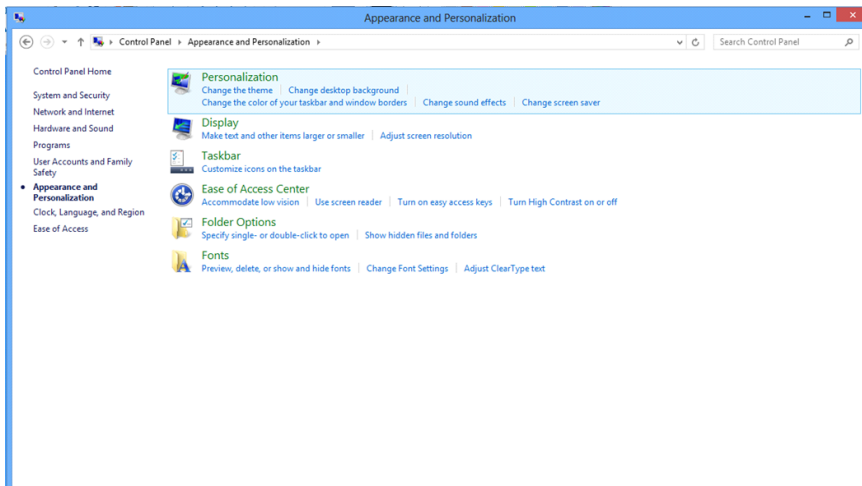 Appearance and Personalization
Control Panel Appearance and Personalization
Search Control Panel
Control Panel Home
System and Security
Network and Internet
Hardware and Sound
Programs
User Accounts and Family
Safety
Appearance and
Personalization
Clock, Language, and Region
Ease of Access
Personalization
Change the theme Change desktop background
Change the color of your taskbar and window borders Change sound effects Change screen saver
Display
Make text and other items larger or smaller Adjust screen resolution
Taskbar
Customize icons on the taskbar
Ease of Access Center
Accommodate low vision Use screen reader Turn on easy access keys Turn High Contrast on or off
Folder Options
Specify single- or double-click to open Show hidden files and folders
Fonts
Preview, delete, or show and hide fonts Change Font Settings Adjust ClearType text